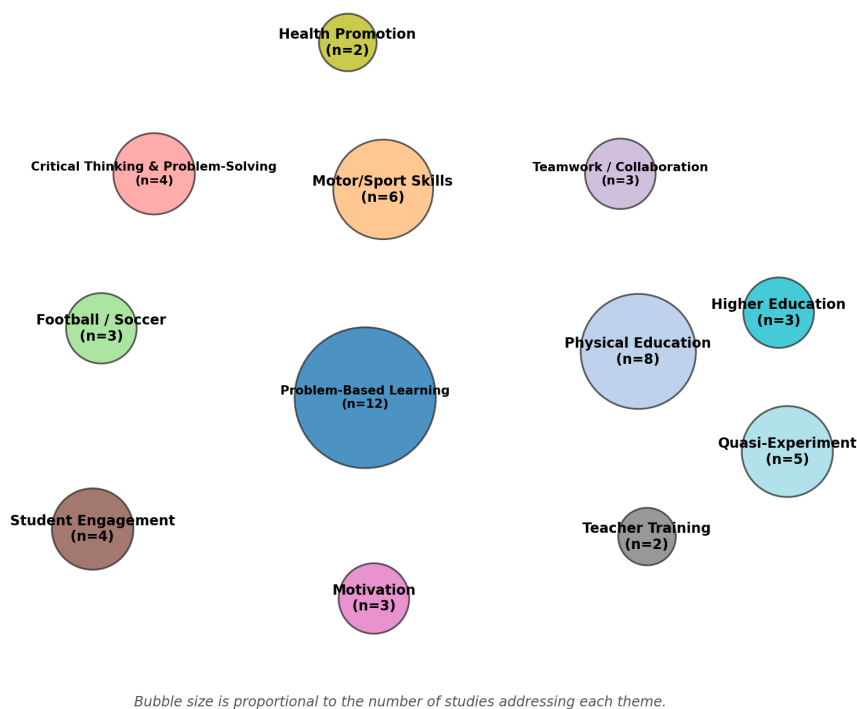 Health Promotion
(n=2)
Critical Thinking & Problem-Solving
(n=4)
Motor/Sport Skills
(n=6)
Teamwork / Collaboration
(n=3)
Football / Soccer
(n=3)
Higher Education
(n=3)
Physical Education
(n=8)
Problem-Based Learning
(n=12)
Quasi-Experiment
(n=5)
Student Engagement
(n=4)
Teacher Training
(n=2)
Motivation
(n=3)
Bubble size is proportional to the number of studies addressing each theme.